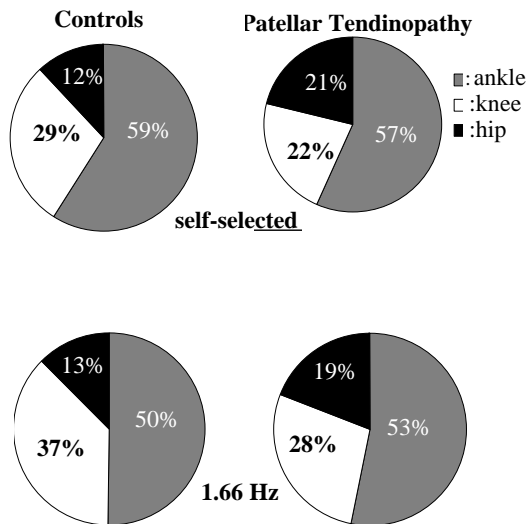 Controls
Patellar Tendinopathy
12%
29%
59%
21%
22%
57%
: ankle
:knee
:hip
self-selected
13%
37%
50%
19%
28%
53%
1.66 Hz